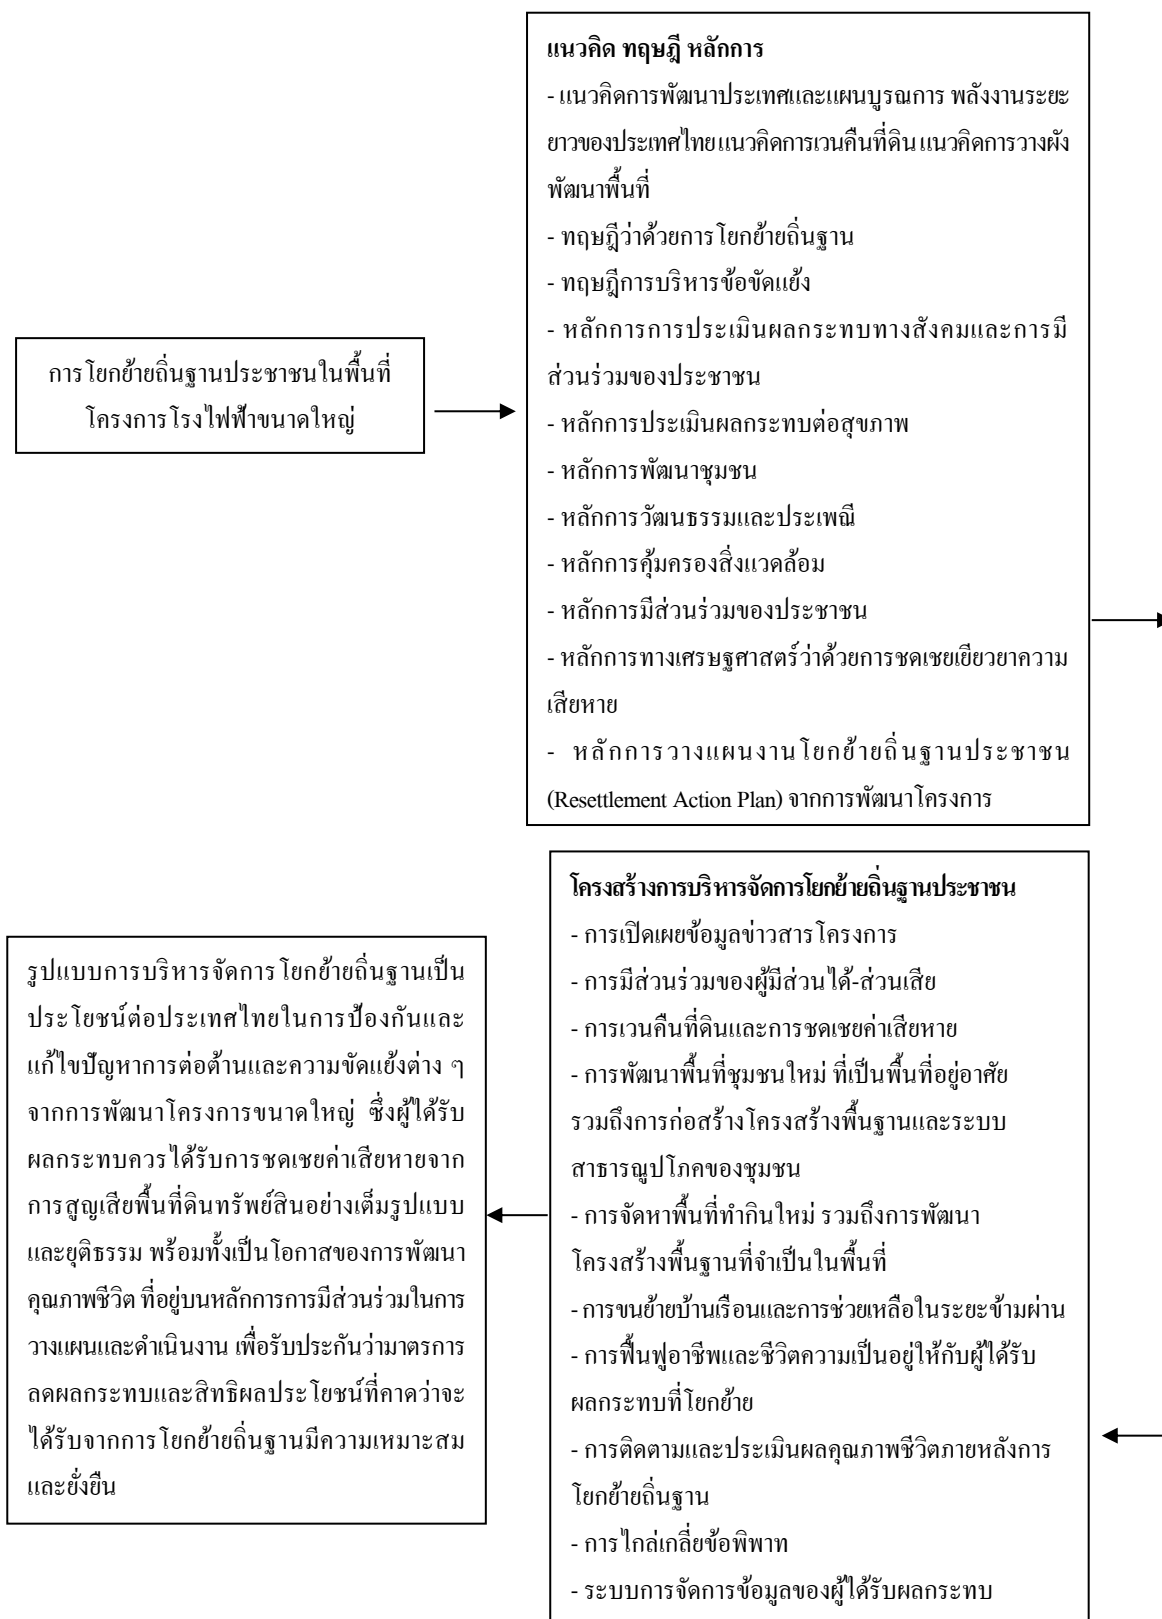 การโยกย้ายถิ่นฐานประชาชนในพื้นที่
โครงการโรงไฟฟ้าขนาดใหญ่
แนวคิด ทฤษฎี หลักการ
- แนวคิดการพัฒนาประเทศและแผนบูรณการ พลังงานระยะ
ยาวของประเทศไทย แนวคิดการเวนคืนที่ดิน แนวคิดการวางผัง
พัฒนาพื้นที่
- ทฤษฎีว่าด้วยการโยกย้ายถิ่นฐาน
- ทฤษฎีการบริหารข้อขัดแย้ง
- หลักการการประเมินผลกระทบทางสังคมและการมี
ส่วนร่วมของประชาชน
- หลักการประเมินผลกระทบต่อสุขภาพ
- หลักการพัฒนาชุมชน
- หลักการวัฒนธรรมและประเพณี
- หลักการคุ้มครองสิ่งแวดล้อม
- หลักการมีส่วนร่วมของประชาชน
- หลักการทางเศรษฐศาสตร์ว่าด้วยการชดเชยเยียวยาความ
เสียหาย
- หลักการวางแผนงานโยกย้ายถิ่นฐานประชาชน
(Resettlement Action Plan) จากการพัฒนาโครงการ
โครงสร้างการบริหารจัดการโยกย้ายถิ่นฐานประชาชน
- การเปิดเผยข้อมูลข่าวสารโครงการ
- การมีส่วนร่วมของผู้มีส่วนได้-ส่วนเสีย
- การเวนคืนที่ดินและการชดเชยค่าเสียหาย
- การพัฒนาพื้นที่ชุมชนใหม่ ที่เป็นพื้นที่อยู่อาศัย
รวมถึงการก่อสร้างโครงสร้างพื้นฐานและระบบ
สาธารณูปโภคของชุมชน
- การจัดหาพื้นที่ทำกินใหม่ รวมถึงการพัฒนา
โครงสร้างพื้นฐานที่จำเป็นในพื้นที่
- การขนย้ายบ้านเรือนและการช่วยเหลือในระยะข้ามผ่าน
- การฟื้นฟูอาชีพและชีวิตความเป็นอยู่ให้กับผู้ได้รับ
ผลกระทบที่โยกย้าย
- การติดตามและประเมินผลคุณภาพชีวิตภายหลังการ
โยกย้ายถิ่นฐาน
- การไกล่เกลี่ยข้อพิพาท
- ระบบการจัดการข้อมูลของผู้ได้รับผลกระทบ
รูปแบบการบริหารจัดการโยกย้ายถิ่นฐานเป็น
ประโยชน์ต่อประเทศไทยในการป้องกันและ
แก้ไขปัญหาการต่อต้านและความขัดแย้งต่าง ๆ
จากการพัฒนาโครงการขนาดใหญ่ ซึ่งผู้ได้รับ
ผลกระทบควรได้รับการชดเชยค่าเสียหายจาก
การสูญเสียพื้นที่ดินทรัพย์สินอย่างเต็มรูปแบบ
และยุติธรรม พร้อมทั้งเป็นโอกาสของการพัฒนา
คุณภาพชีวิต ที่อยู่บนหลักการการมีส่วนร่วมในการ
วางแผนและดำเนินงาน เพื่อรับประกันว่ามาตรการ
ลดผลกระทบและสิทธิผลประโยชน์ที่คาดว่าจะ
ได้รับจากการโยกย้ายถิ่นฐานมีความเหมาะสม
และยั่งยืน